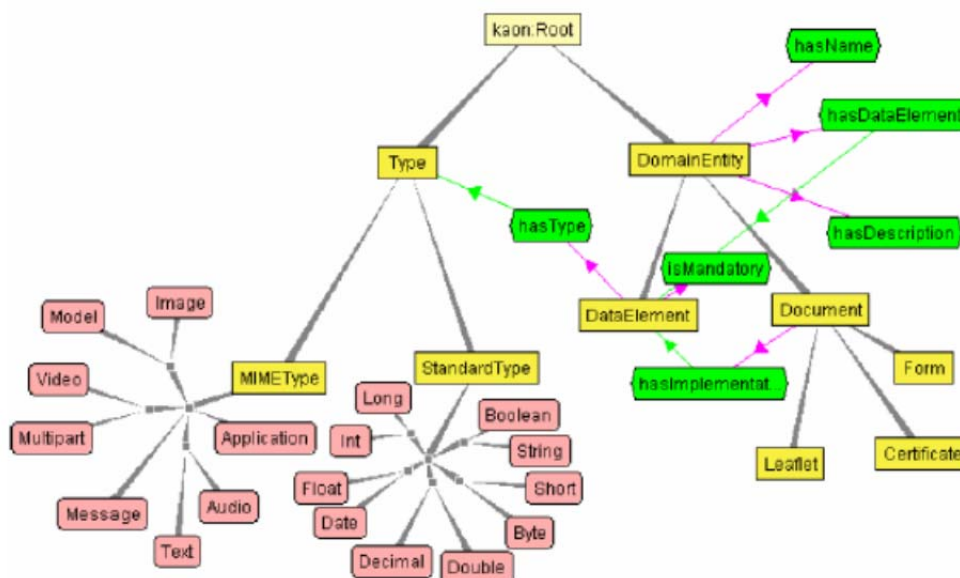 kaon:Root
hasName
hasDataElement
Type
DomainEntity
hasType
hasDescription
isMandatory
Image
Model
DataElement
Document
Video
MIMEType
StandardType
Form
hasImplementat...
Long
Boolean
Multipart
Application
Int
String
Leaflet
Certificate
Float
Short
Message
Audio
Date
Byte
Text
Decimal
Double